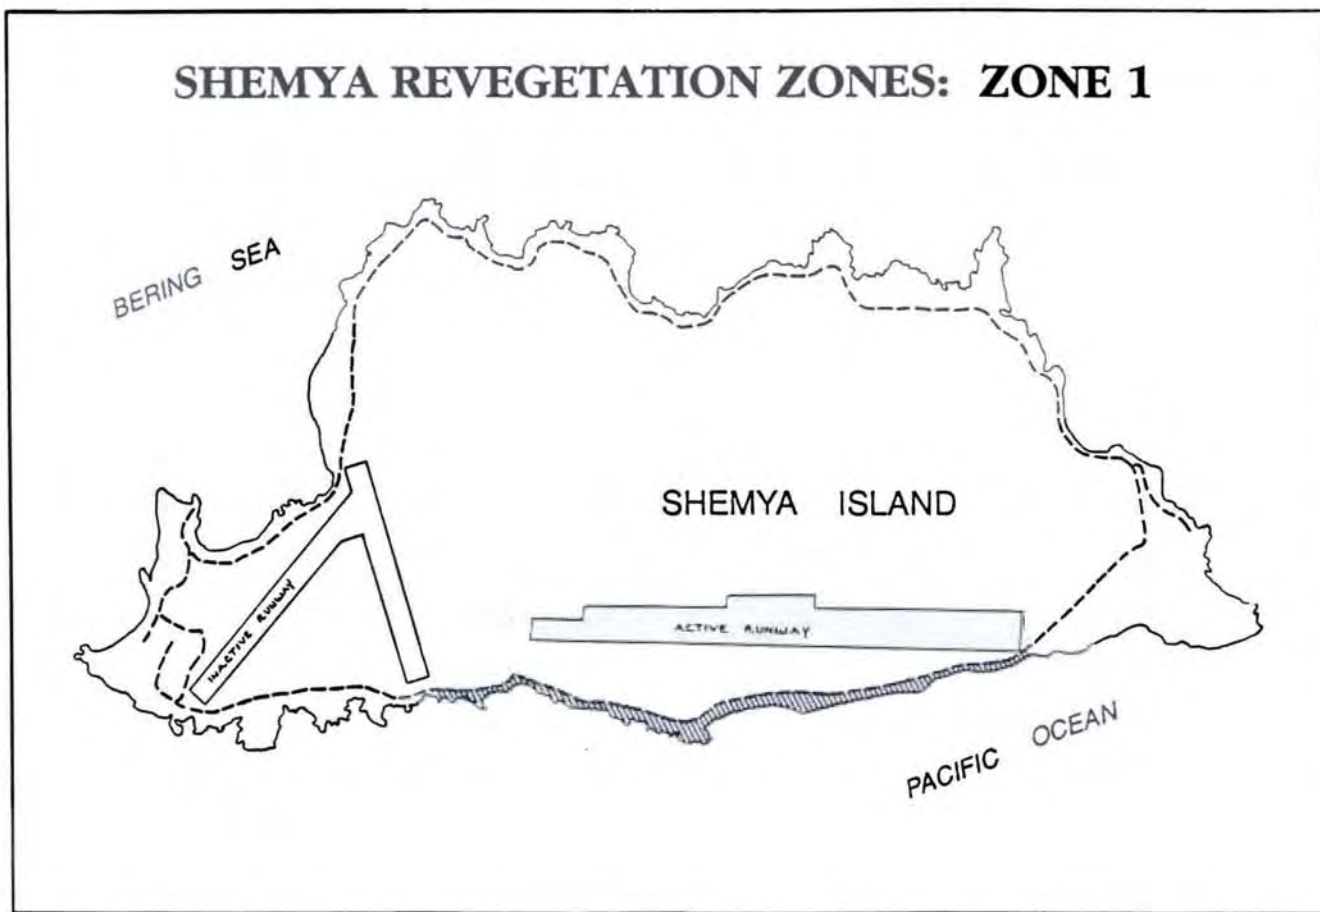 SHEMYA REVEGETATION ZONES: ZONE 1
BERING SEA
SHEMYA ISLAND
INACTIVE RUNWAY
ACTIVE RUNWAY
PACIFIC OCEAN